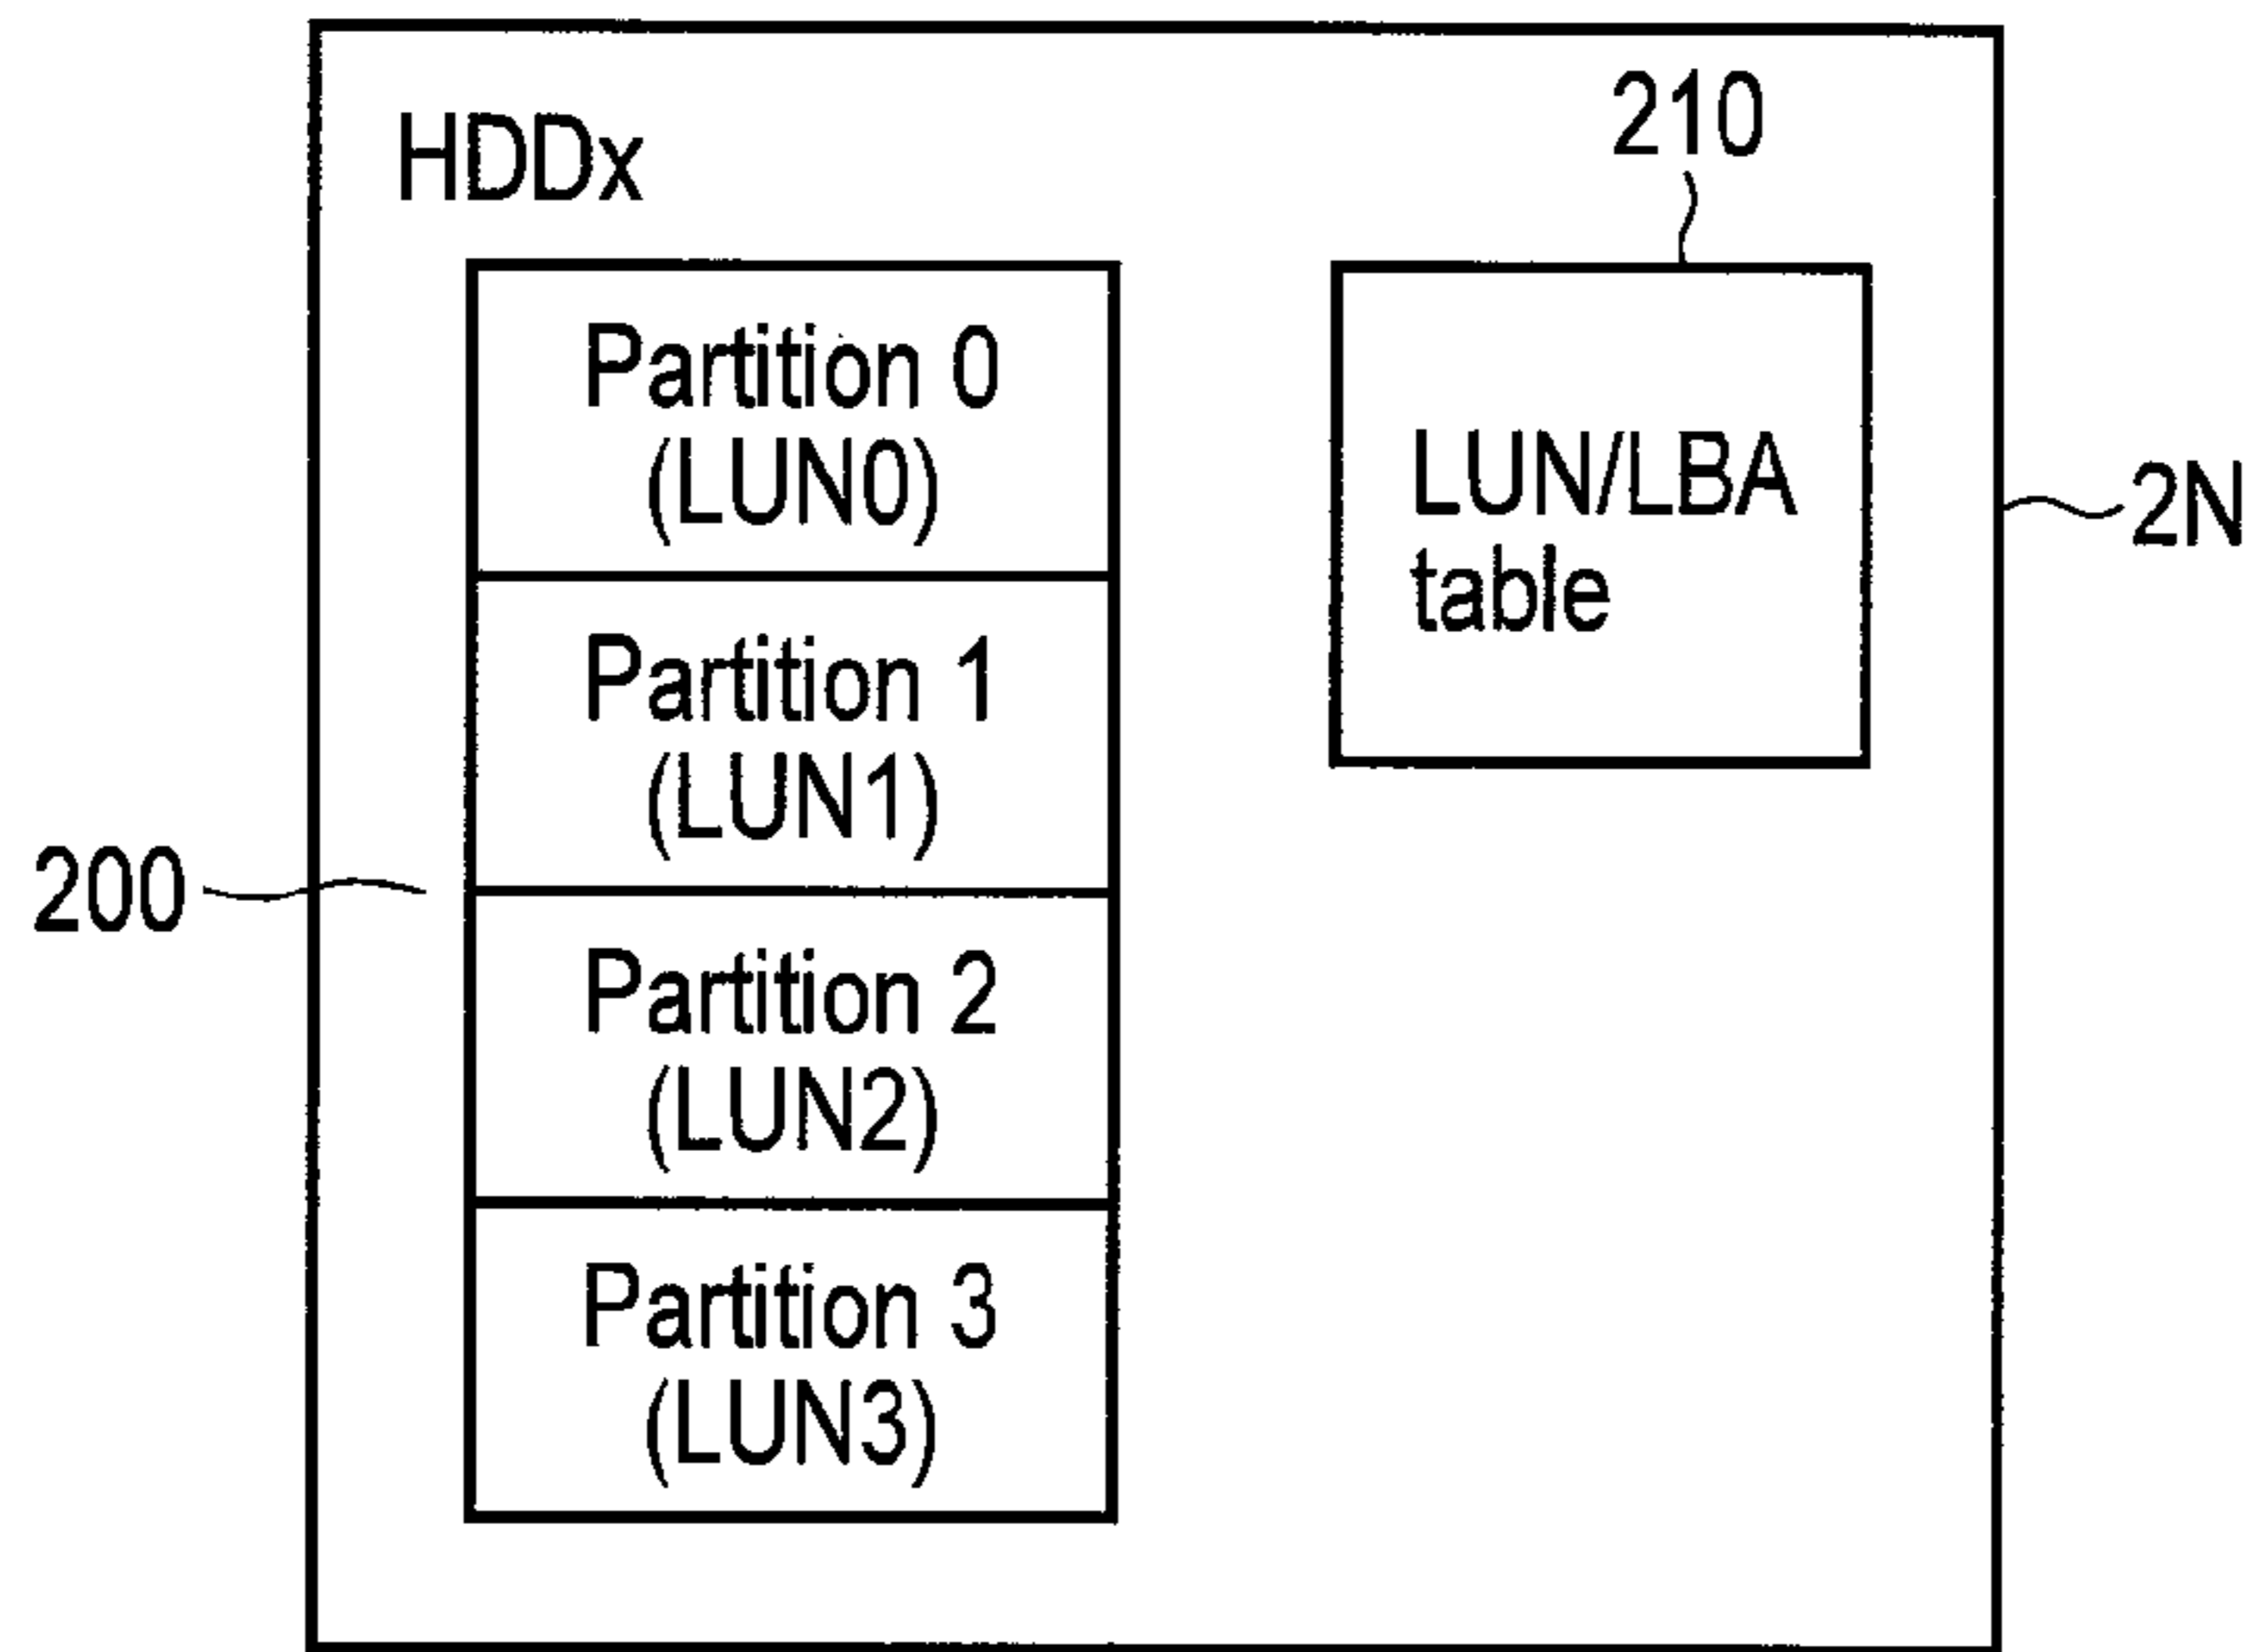 HDDx
210
Partition 0
(LUN0)
LUN/LBA
table
2N
Partition 1
(LUN1)
200
Partition 2
(LUN2)
Partition 3
(LUN3)